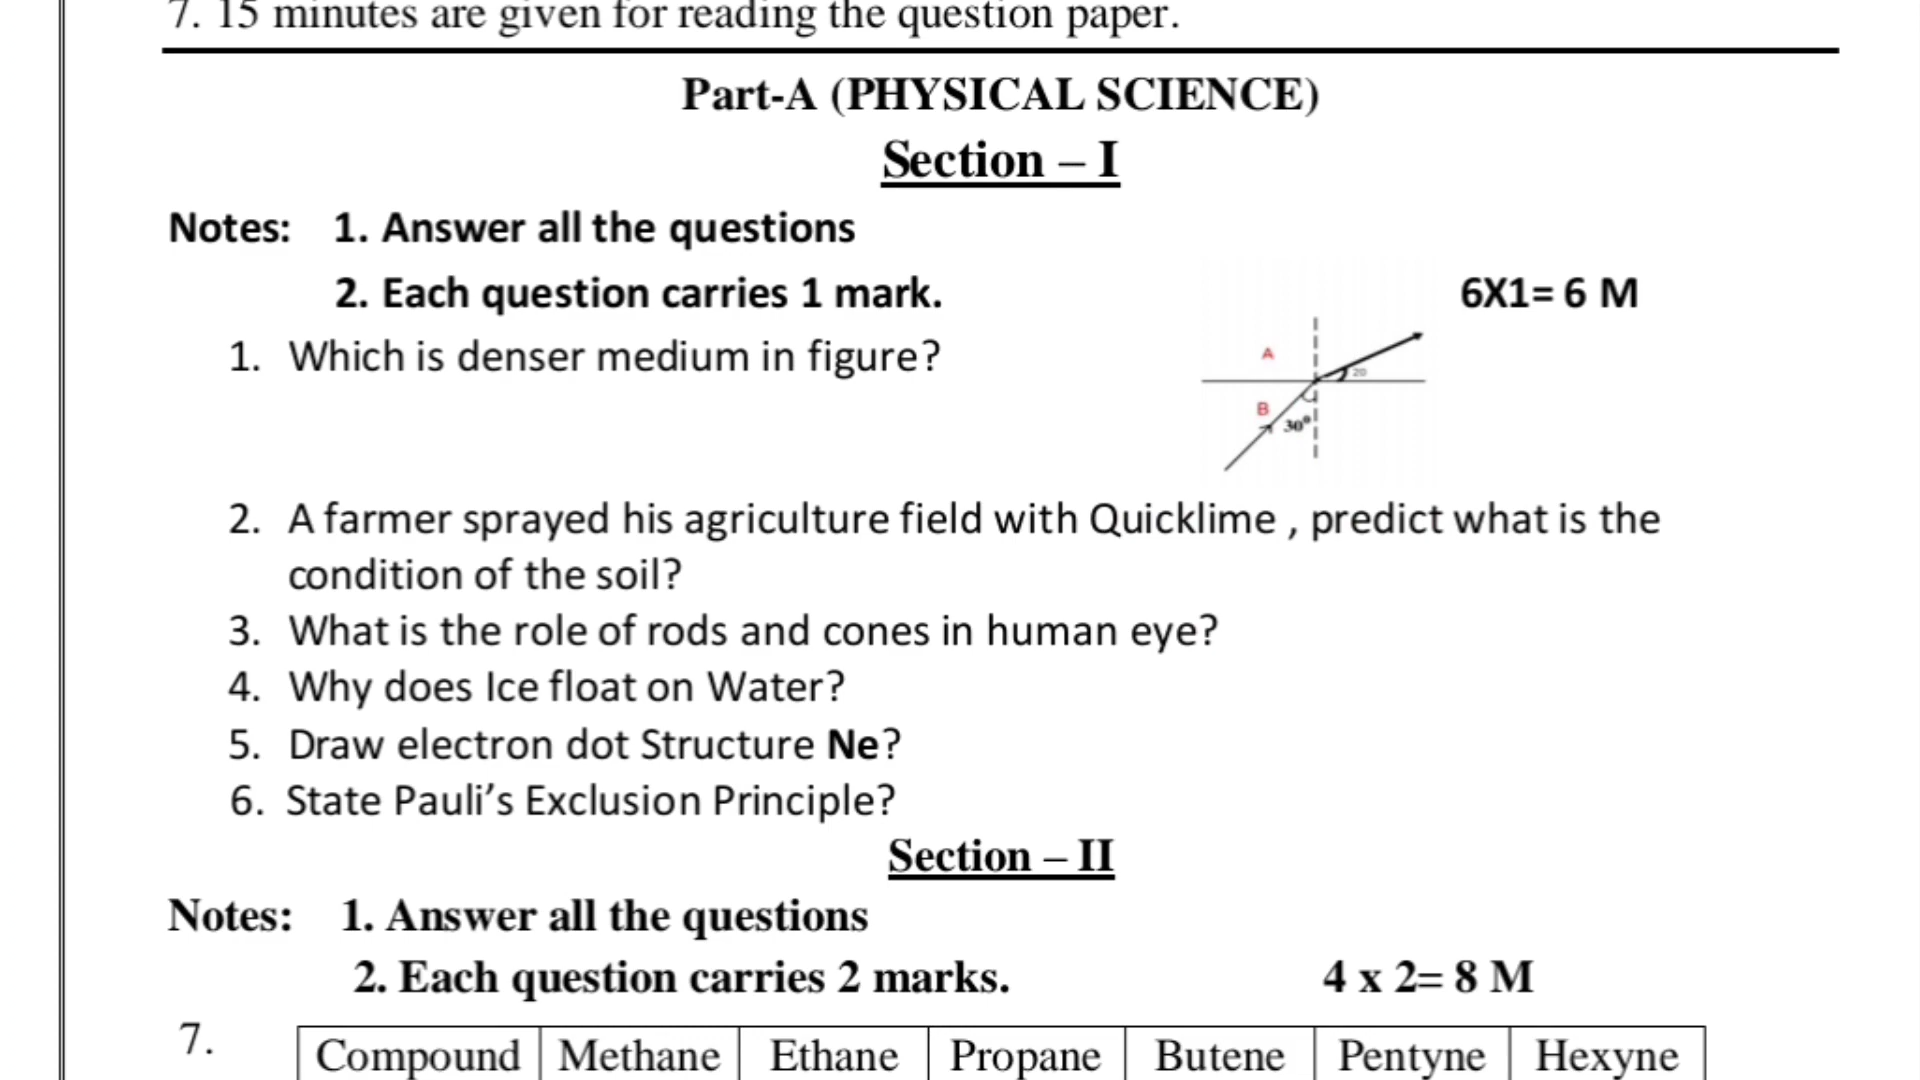 7. 15 minutes are given for reading the question paper.
Part-A (PHYSICAL SCIENCE)
Section – I
Notes: 1. Answer all the questions
2. Each question carries 1 mark. 6X1= 6 M
1. Which is denser medium in figure?
A
20
B
30°
2. A farmer sprayed his agriculture field with Quicklime , predict what is the
condition of the soil?
3. What is the role of rods and cones in human eye?
4. Why does Ice float on Water?
5. Draw electron dot Structure Ne?
6. State Pauli’s Exclusion Principle?
Section – II
Notes: 1. Answer all the questions
2. Each question carries 2 marks. 4 x 2= 8 M
7. Compound Methane Ethane Propane Butene Pentyne Hexyne